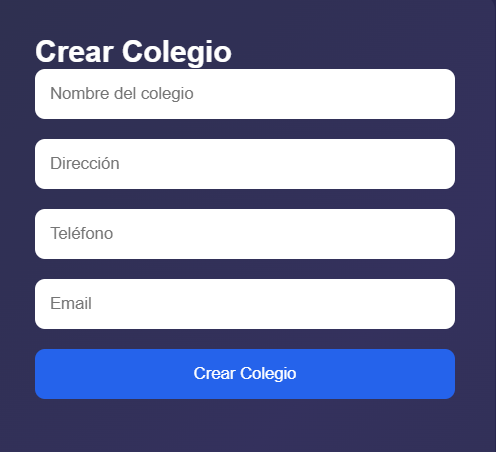 Crear Colegio
Nombre del colegio
Dirección
Teléfono
Email
Crear Colegio